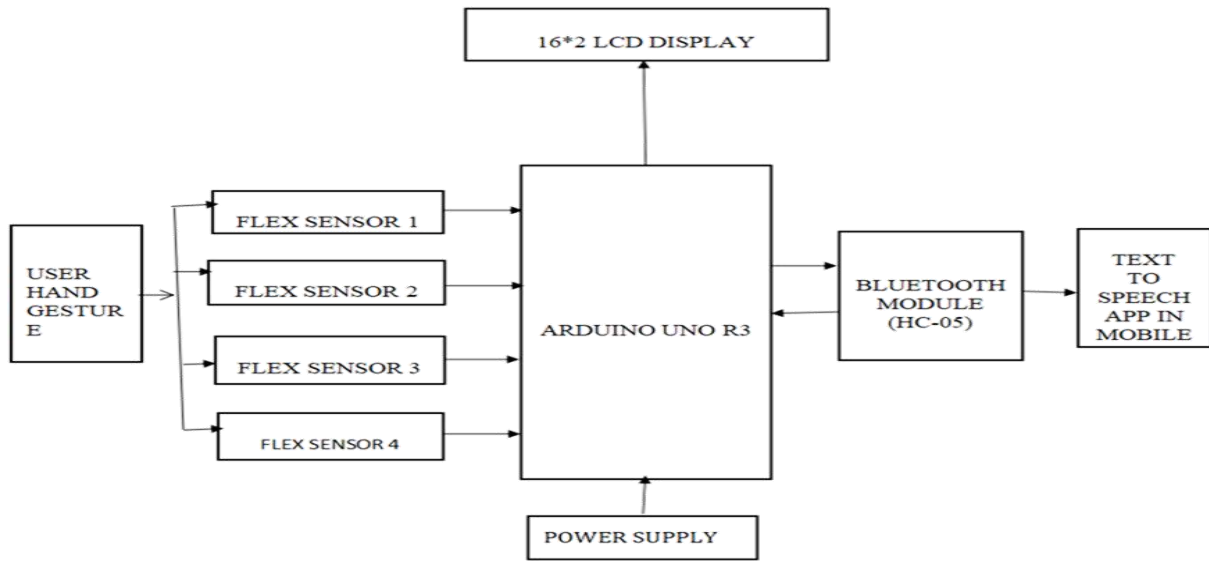 16*2 LCD DISPLAY
USER
HAND
GESTUR
E
FLEX SENSOR 1
FLEX SENSOR 2
FLEX SENSOR 3
FLEX SENSOR 4
ARDUINO UNO R3
BLUETOOTH
MODULE
(HC-05)
TEXT
TO
SPEECH
APP IN
MOBILE
POWER SUPPLY